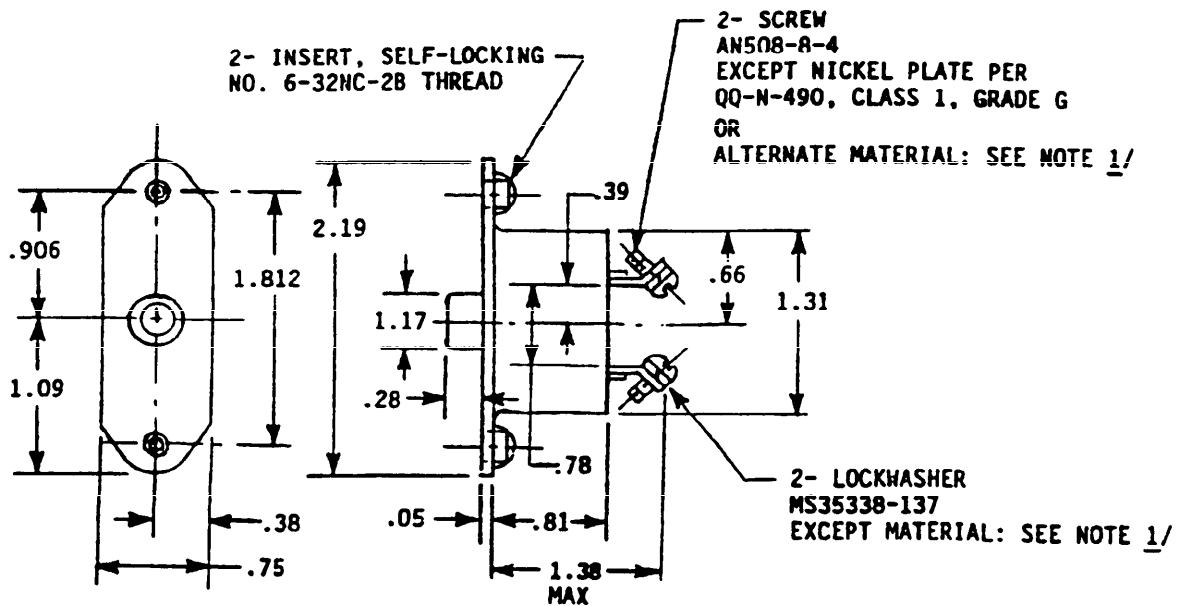 2- SCREW
AN508-8-4
EXCEPT NICKEL PLATE PER
QQ-N-490, CLASS 1, GRADE G
OR
ALTERNATE MATERIAL: SEE NOTE 1/
2- INSERT, SELF-LOCKING
NO. 6-32NC-2B THREAD
.39
2.19
.906
1.812
.66
1.31
1.17
1.09
.28
.78
2- LOCKWASHER
MS35338-137
EXCEPT MATERIAL: SEE NOTE 1/
.38
.05
.81
.75
1.38
MAX